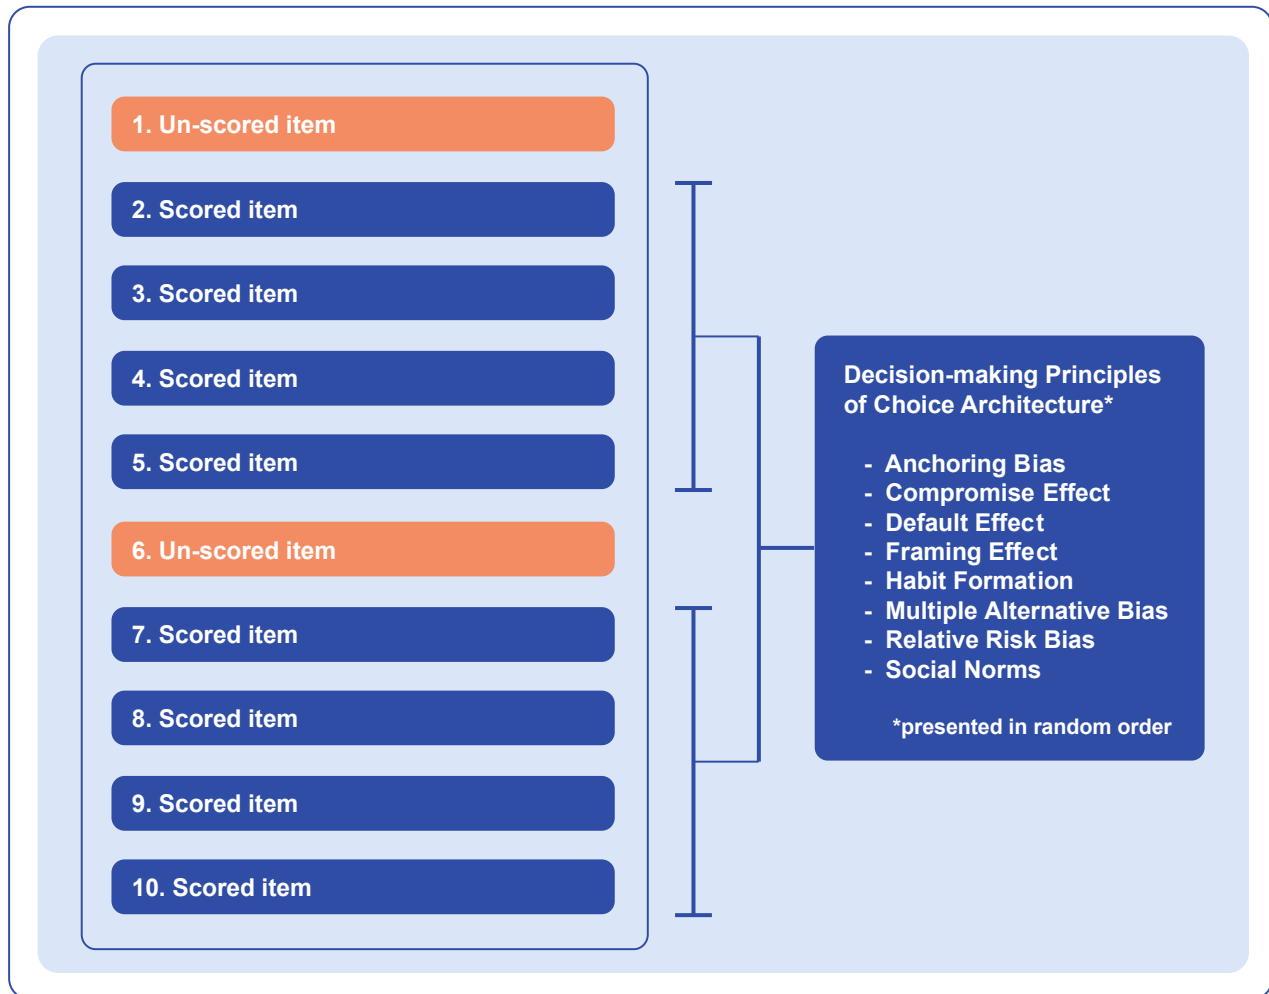 1. Un-scored item
2. Scored item
3. Scored item
4. Scored item
5. Scored item
6. Un-scored item
7. Scored item
8. Scored item
9. Scored item
10. Scored item
Decision-making Principles
of Choice Architecture*
- Anchoring Bias
- Compromise Effect
- Default Effect
- Framing Effect
- Habit Formation
- Multiple Alternative Bias
- Relative Risk Bias
- Social Norms
*presented in random order